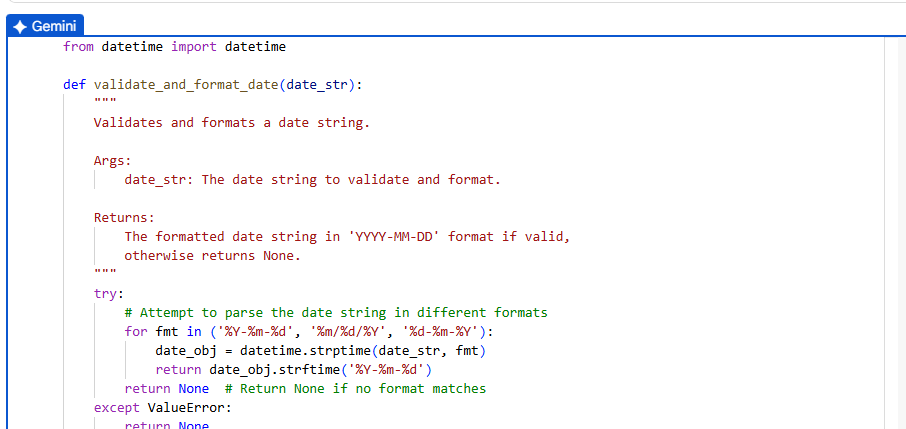 Gemini
from datetime import datetime
def validate_and_format_date(date_str):
"""
Validates and formats a date string.
Args:
date_str: The date string to validate and format.
Returns:
The formatted date string in 'YYYY-MM-DD' format if valid,
otherwise returns None.
"""
try:
# Attempt to parse the date string in different formats
for fmt in ('%Y-%m-%d', '%m/%d/%Y', '%d-%m-%Y'):
date_obj = datetime.strptime(date_str, fmt)
return date_obj.strftime('%Y-%m-%d')
return None  # Return None if no format matches
except ValueError:
return None